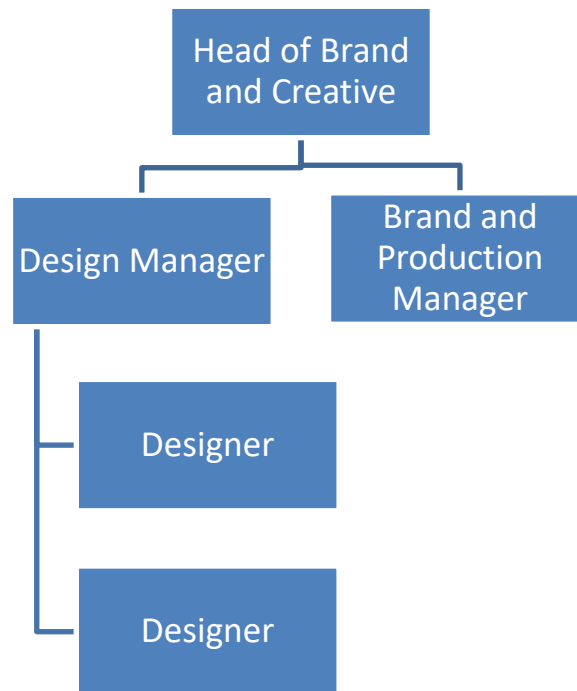 Head of Brand
and Creative
Design Manager
Brand and
Production
Manager
Designer
Designer